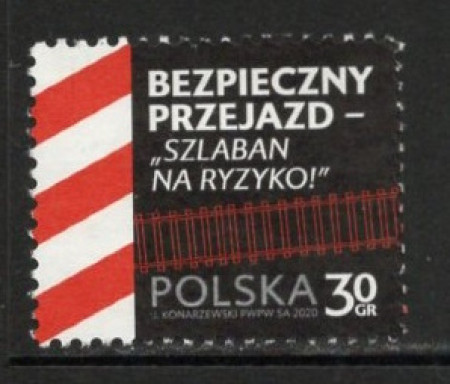 BEZPIECZNY
PRZEJAZD –
„SZLABAN
NA RYZYKO!”
POLSKA 30 GR
J. KONARZEWSKI PWPW SA 2020